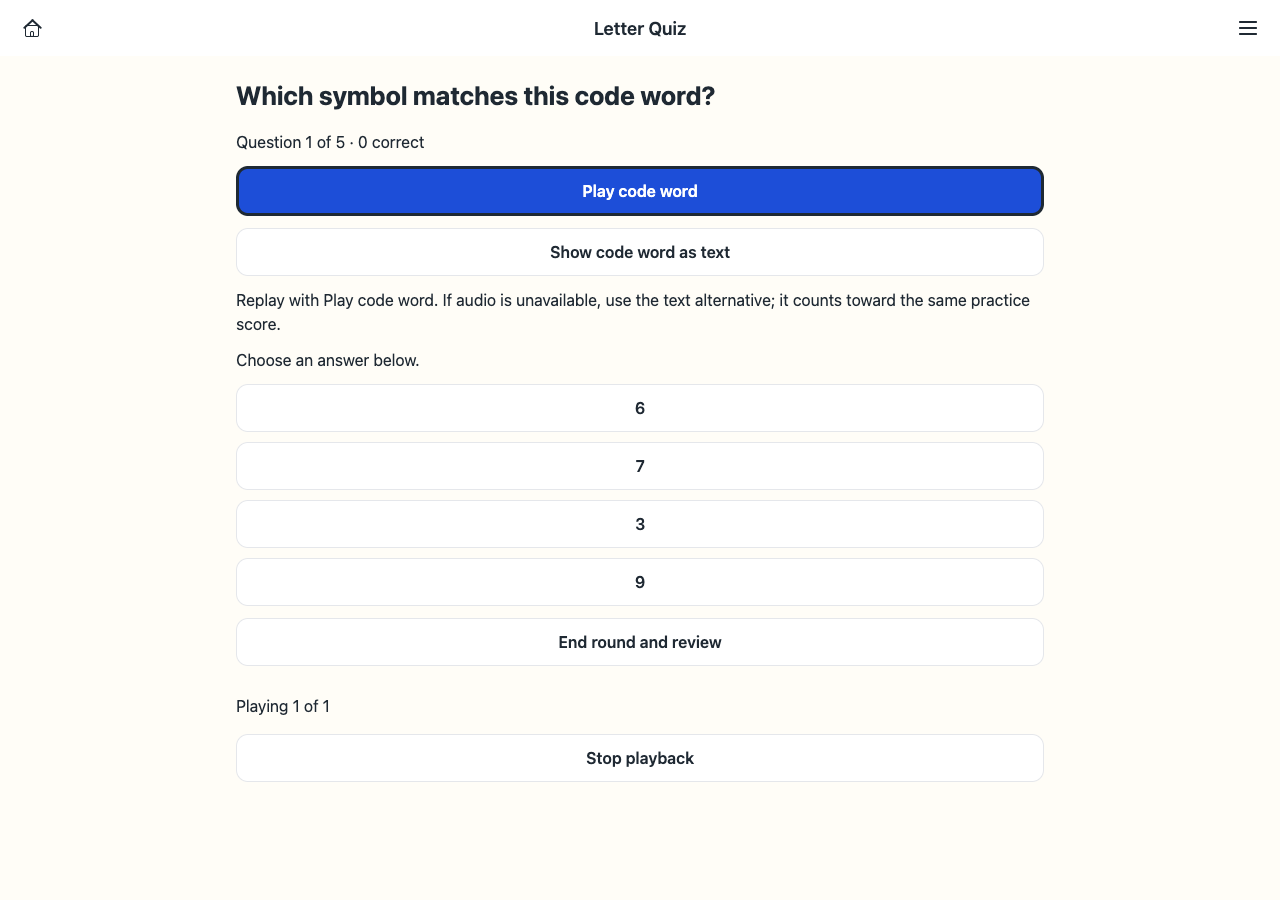 Letter Quiz
Which symbol matches this code word?
Question 1 of 5 · 0 correct
Play code word
Show code word as text
Replay with Play code word. If audio is unavailable, use the text alternative; it counts toward the same practice
score.
Choose an answer below.
6
7
3
9
End round and review
Playing 1 of 1
Stop playback